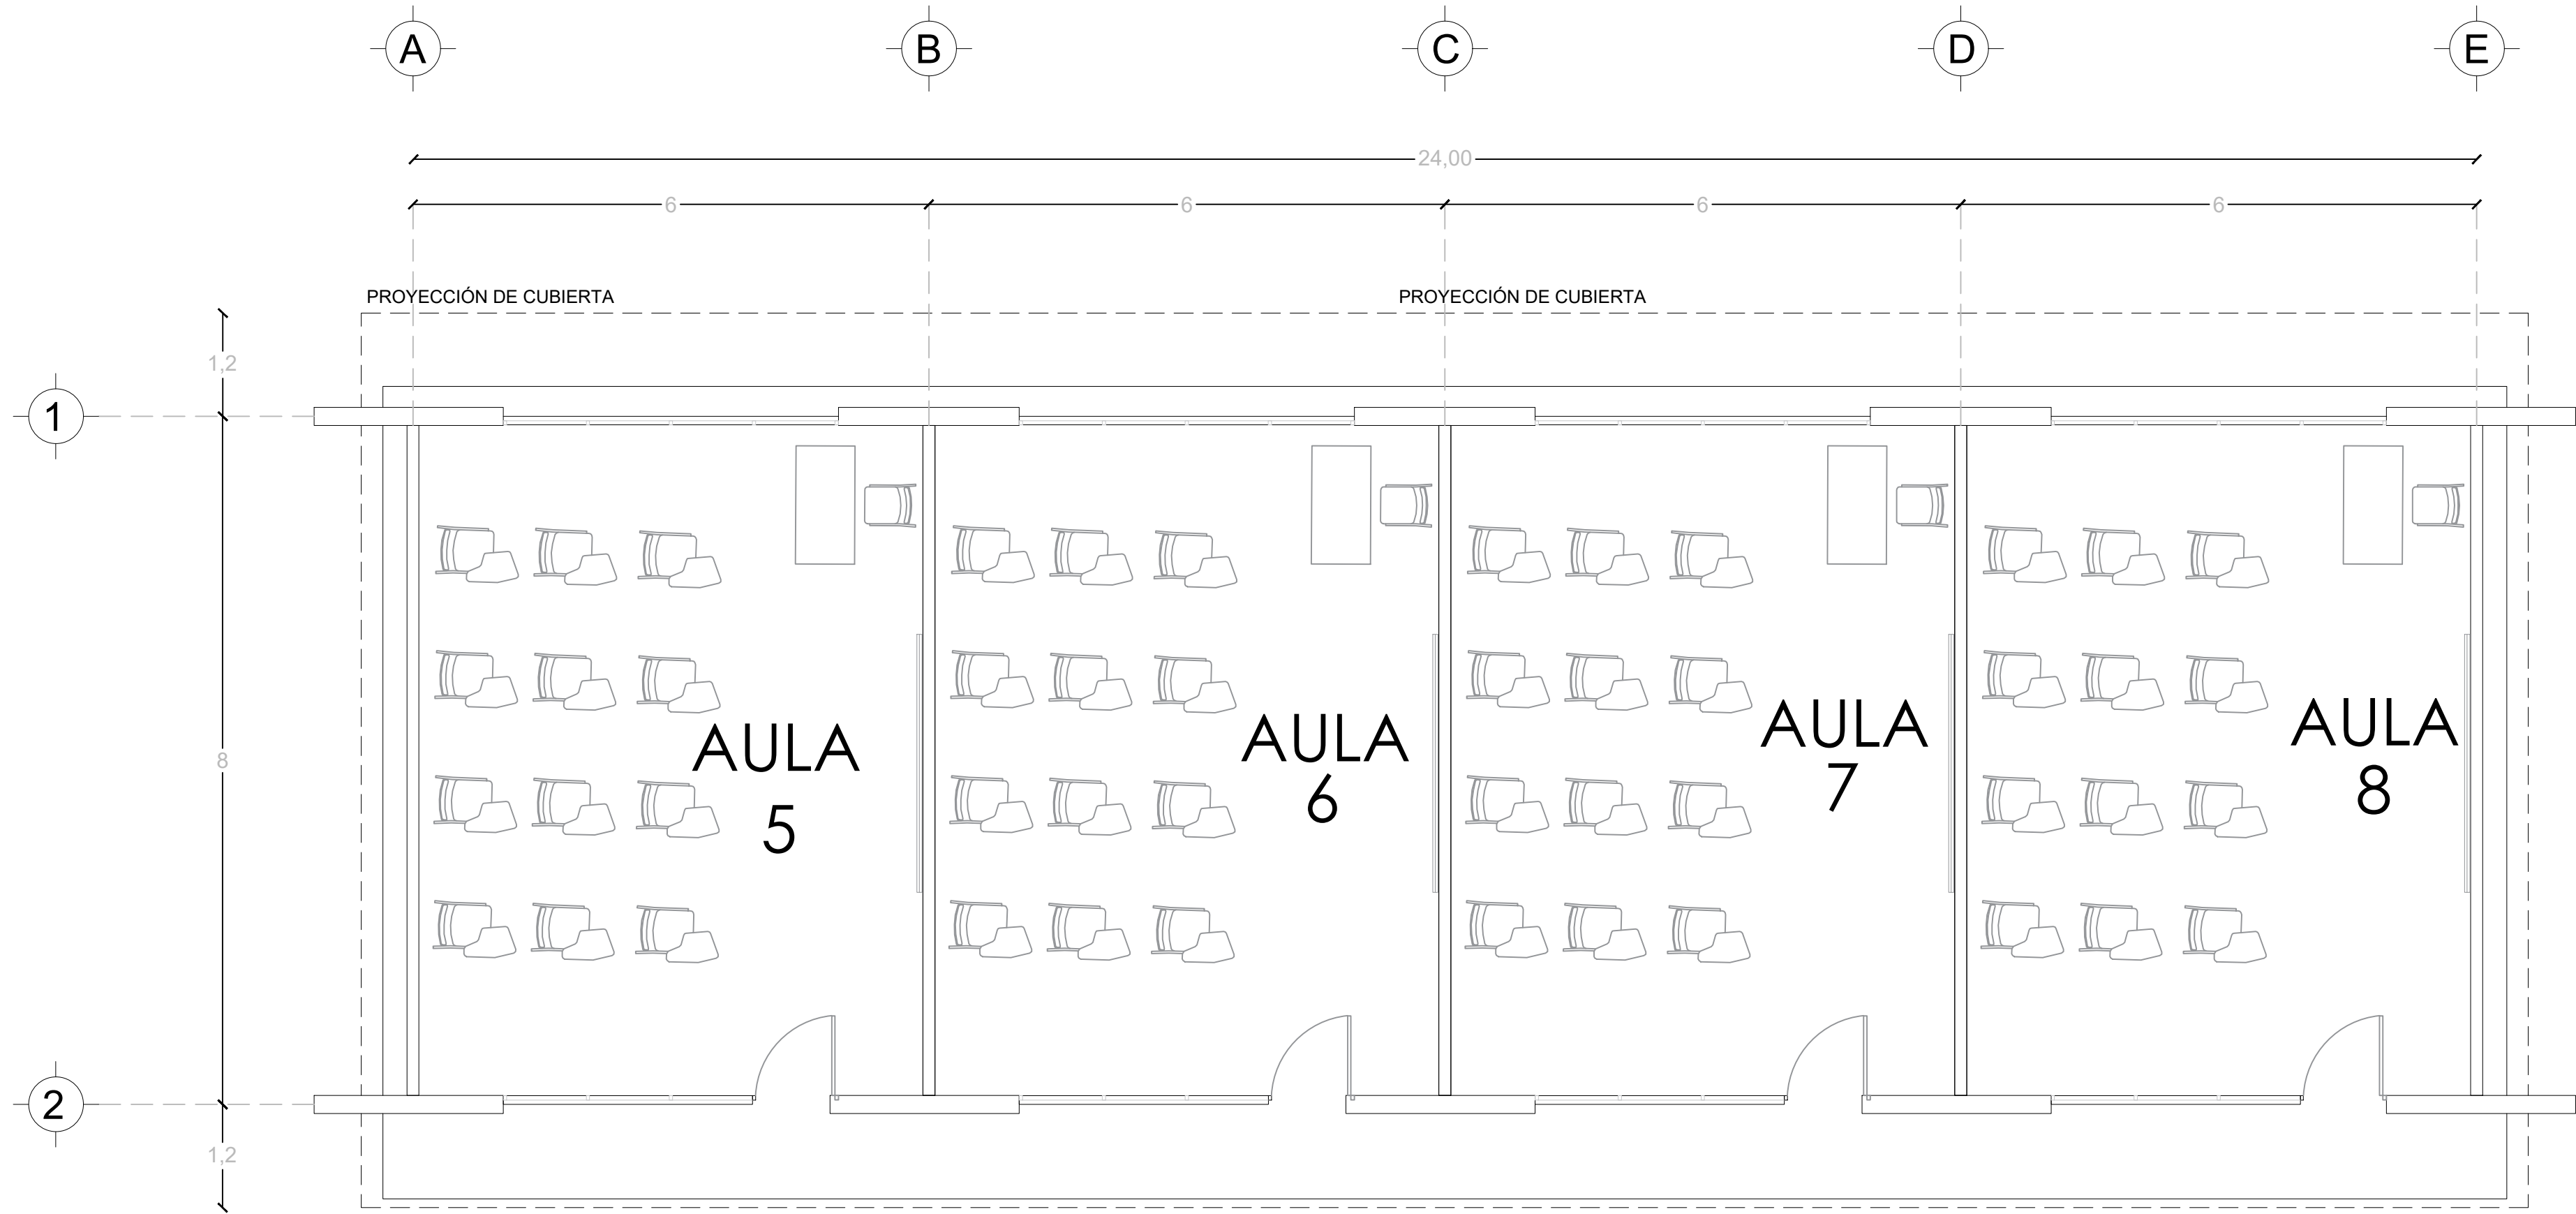 A B C D E
24,00
6 6 6 6
PROYECCIÓN DE CUBIERTA PROYECCIÓN DE CUBIERTA
1,2
1
8
AULA
5
AULA
6
AULA
7
AULA
8
2
1,2